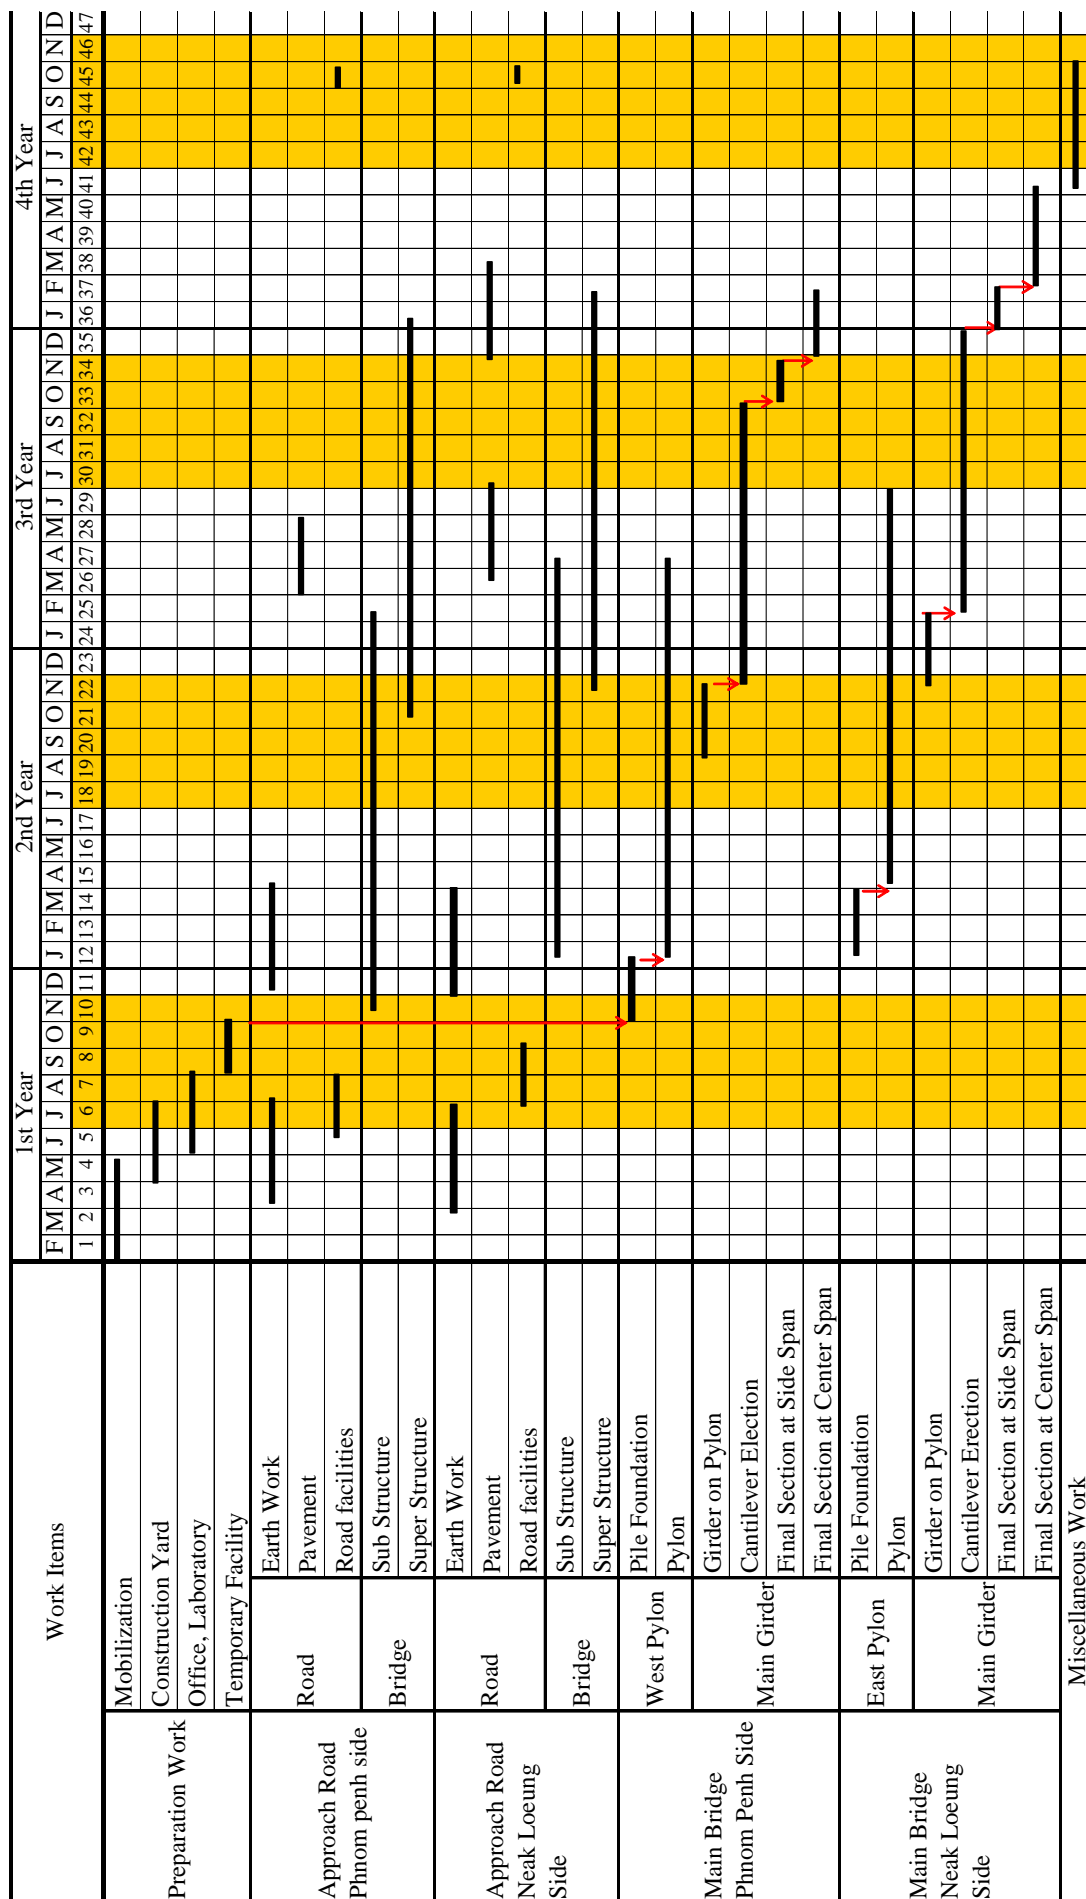 Work Items
1st Year
2nd Year
3rd Year
4th Year
F M A M J J A S O N D J F M A M J J A S O N D J F M A M J J A S O N D J F M A M J J A S O N D
1 2 3 4 5 6 7 8 9 10 11 12 13 14 15 16 17 18 19 20 21 22 23 24 25 26 27 28 29 30 31 32 33 34 35 36 37 38 39 40 41 42 43 44 45 46 47
Preparation Work
Mobilization
Construction Yard
Office, Laboratory
Temporary Facility
Approach Road
Phnom penh side
Road
Earth Work
Pavement
Road facilities
Bridge
Sub Structure
Super Structure
Approach Road
Neak Loeung
Side
Road
Earth Work
Pavement
Road facilities
Bridge
Sub Structure
Super Structure
Main Bridge
Phnom Penh Side
West Pylon
Pile Foundation
Pylon
Main Girder
Girder on Pylon
Cantilever Election
Final Section at Side Span
Final Section at Center Span
Main Bridge
Neak Loeung
Side
East Pylon
Pile Foundation
Pylon
Main Girder
Girder on Pylon
Cantilever Erection
Final Section at Side Span
Final Section at Center Span
Miscellaneous Work